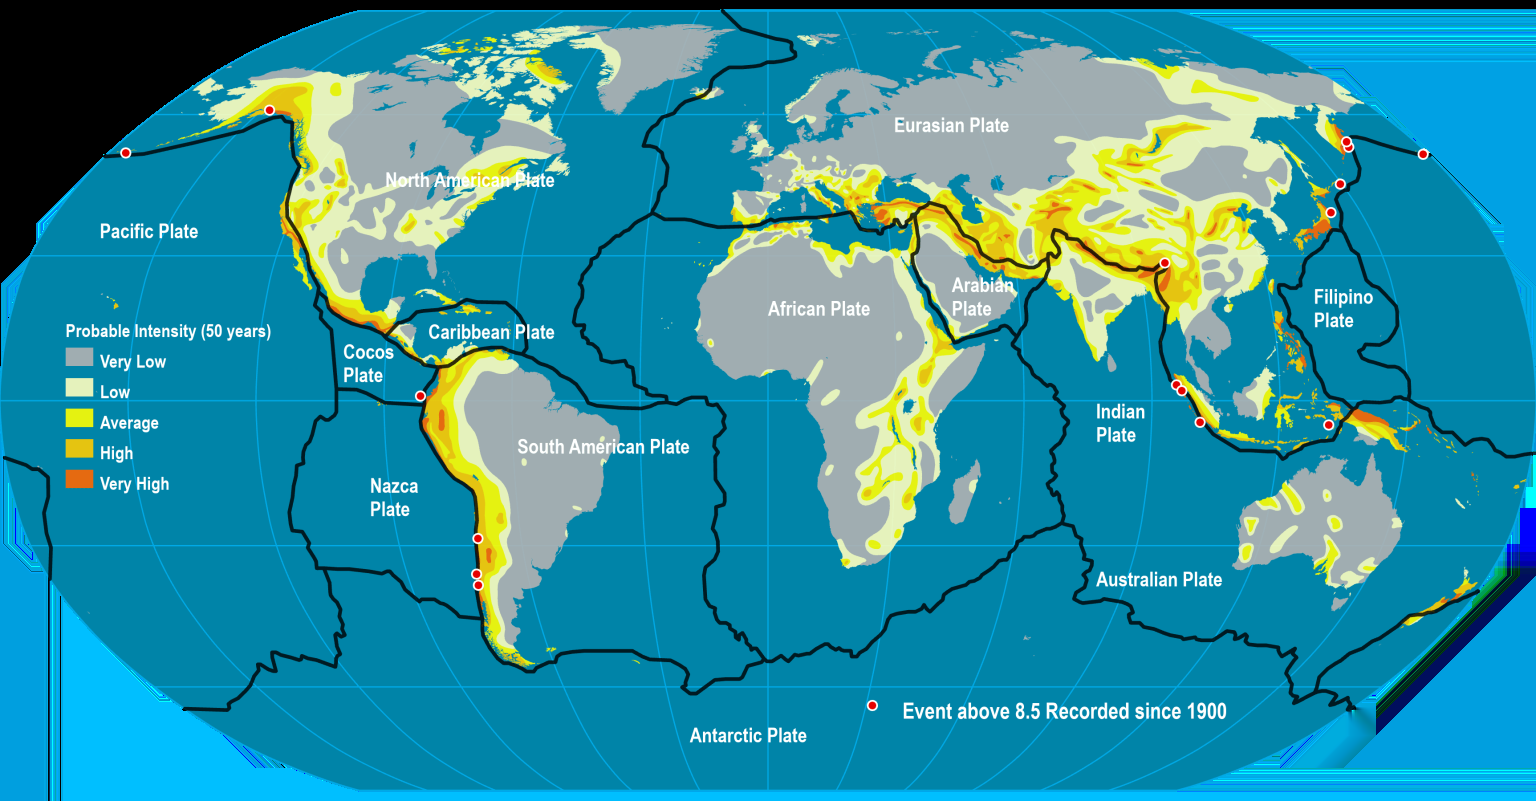 Eurasian Plate
North American Plate
Pacific Plate
Arabian
Plate
African Plate
Filipino
Plate
Probable Intensity (50 years)
Very Low
Low
Average
High
Very High
Caribbean Plate
Cocos
Plate
Indian
Plate
South American Plate
Nazca
Plate
Australian Plate
Event above 8.5 Recorded since 1900
Antarctic Plate